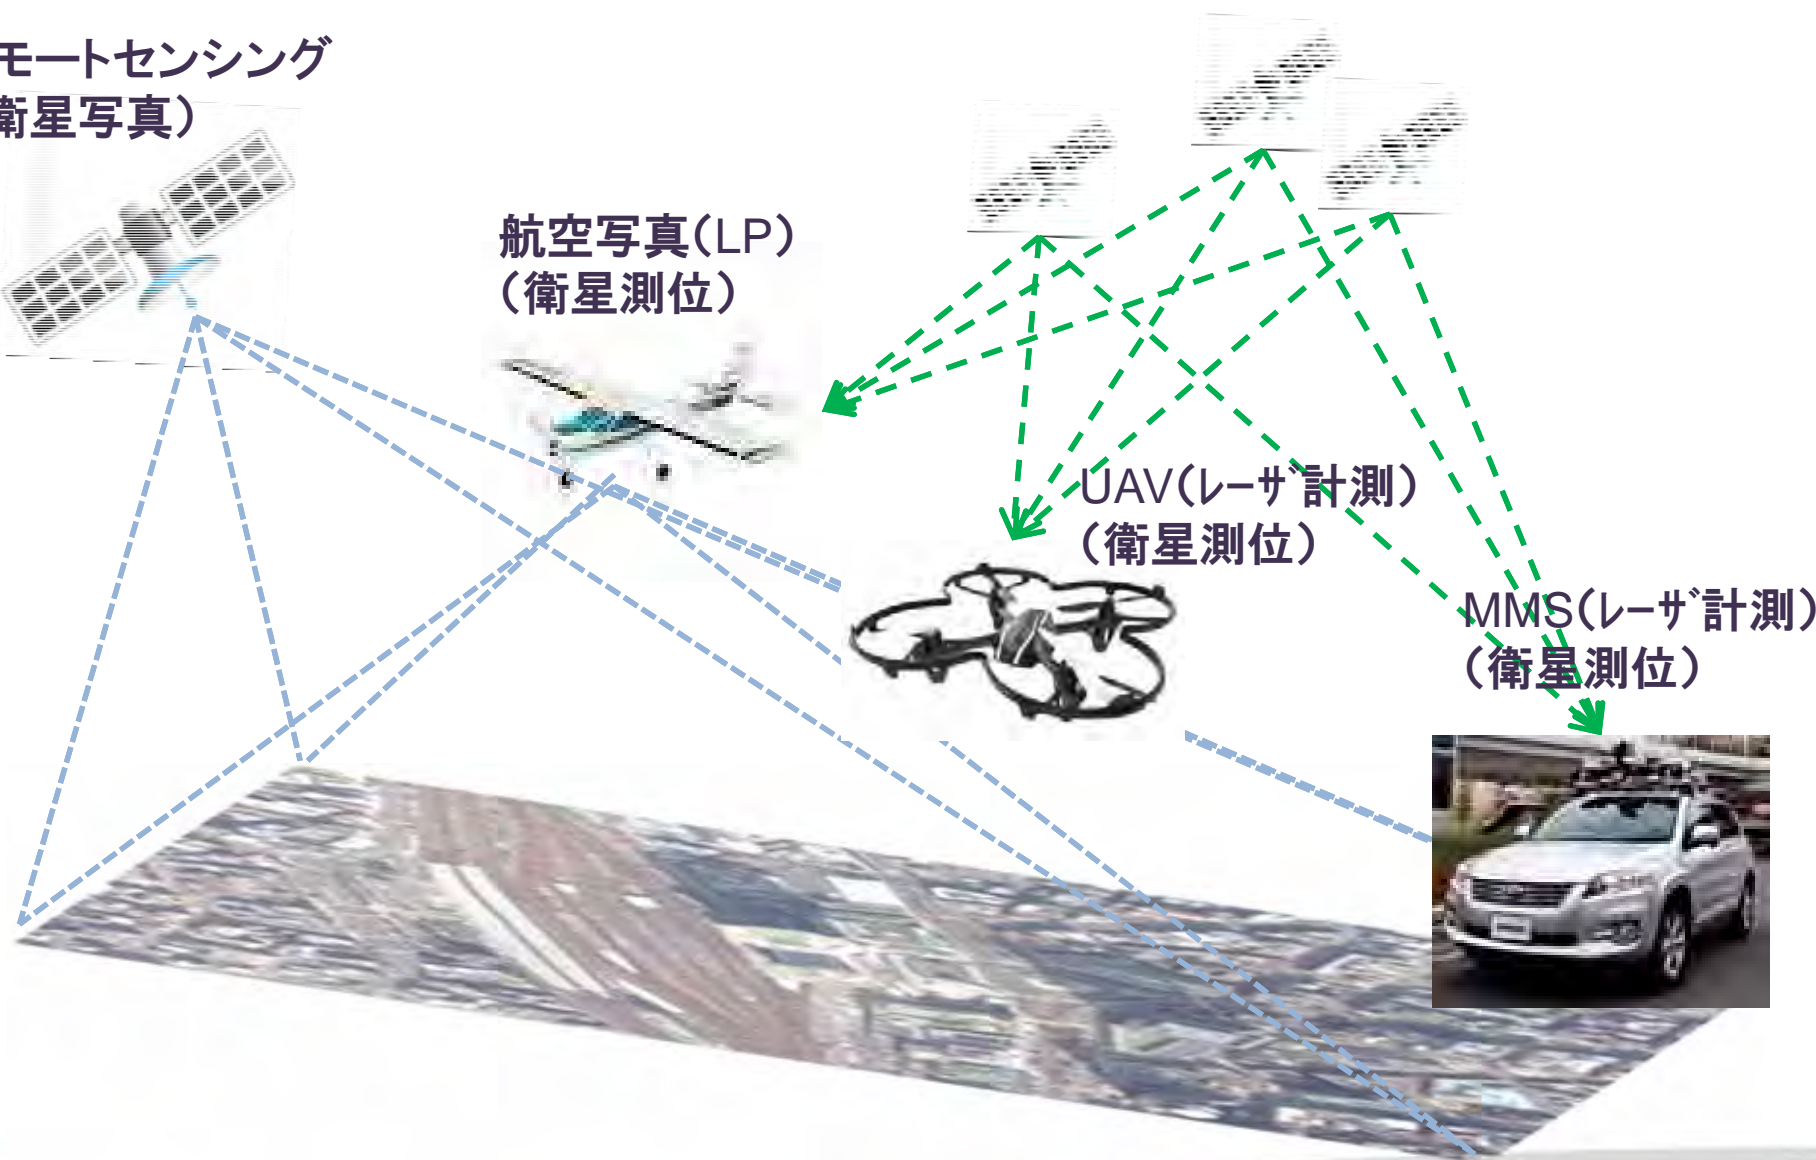 モートセンシング
衛星写真）
航空写真(LP)
（衛星測位）
UAV(ﾚｰｻﾞ計測)
（衛星測位）
MMS(ﾚｰｻﾞ計測)
（衛星測位）